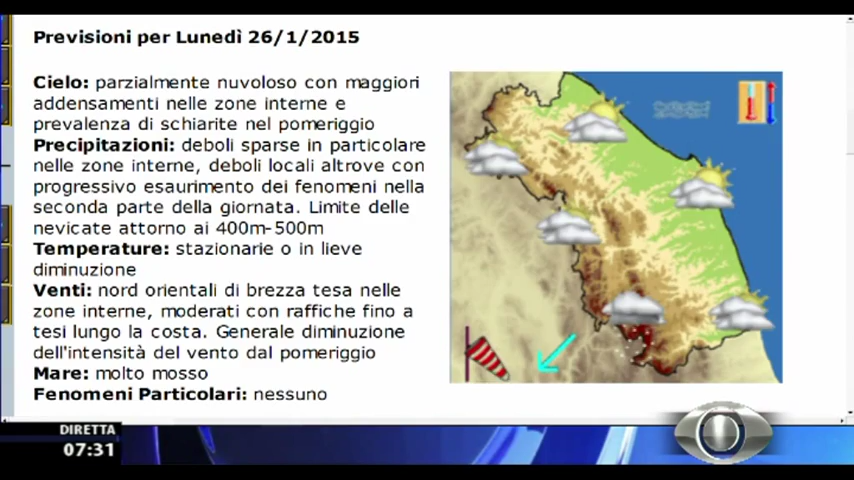 Previsioni per Lunedì 26/1/2015
Cielo: parzialmente nuvoloso con maggiori
addensamenti nelle zone interne e
prevalenza di schiarite nel pomeriggio
Precipitazioni: deboli sparse in particolare
nelle zone interne, deboli locali altrove con
progressivo esaurimento dei fenomeni nella
seconda parte della giornata. Limite delle
nevicate attorno ai 400m-500m
Temperature: stazionarie o in lieve
diminuzione
Venti: nord orientali di brezza tesa nelle
zone interne, moderati con raffiche fino a
tesi lungo la costa. Generale diminuzione
dell'intensità del vento dal pomeriggio
Mare: molto mosso
Fenomeni Particolari: nessuno
DIRETTA
07:31